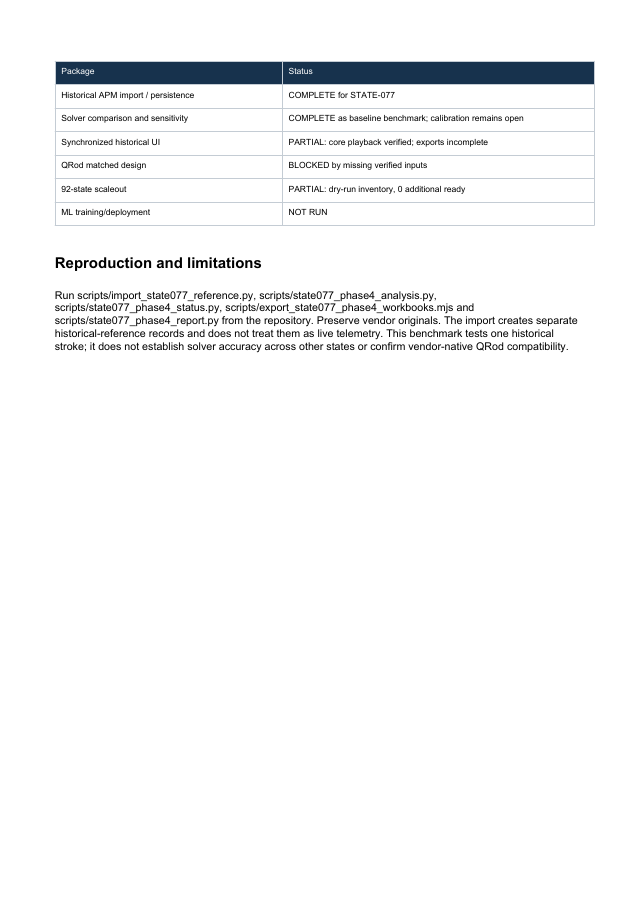 Package Status
Historical APM import / persistence COMPLETE for STATE-077
Solver comparison and sensitivity COMPLETE as baseline benchmark; calibration remains open
Synchronized historical UI PARTIAL: core playback verified; exports incomplete
QRod matched design BLOCKED by missing verified inputs
92-state scaleout PARTIAL: dry-run inventory, 0 additional ready
ML training/deployment NOT RUN
Reproduction and limitations
Run scripts/import_state077_reference.py, scripts/state077_phase4_analysis.py,
scripts/state077_phase4_status.py, scripts/export_state077_phase4_workbooks.mjs and
scripts/state077_phase4_report.py from the repository. Preserve vendor originals. The import creates separate
historical-reference records and does not treat them as live telemetry. This benchmark tests one historical
stroke; it does not establish solver accuracy across other states or confirm vendor-native QRod compatibility.